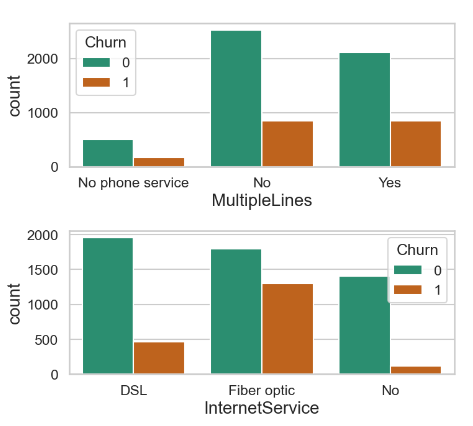 Churn
0
1
count
2000
1000
0
No phone service
No
Yes
MultipleLines
Churn
0
1
count
2000
1500
1000
500
0
DSL
Fiber optic
No
InternetService